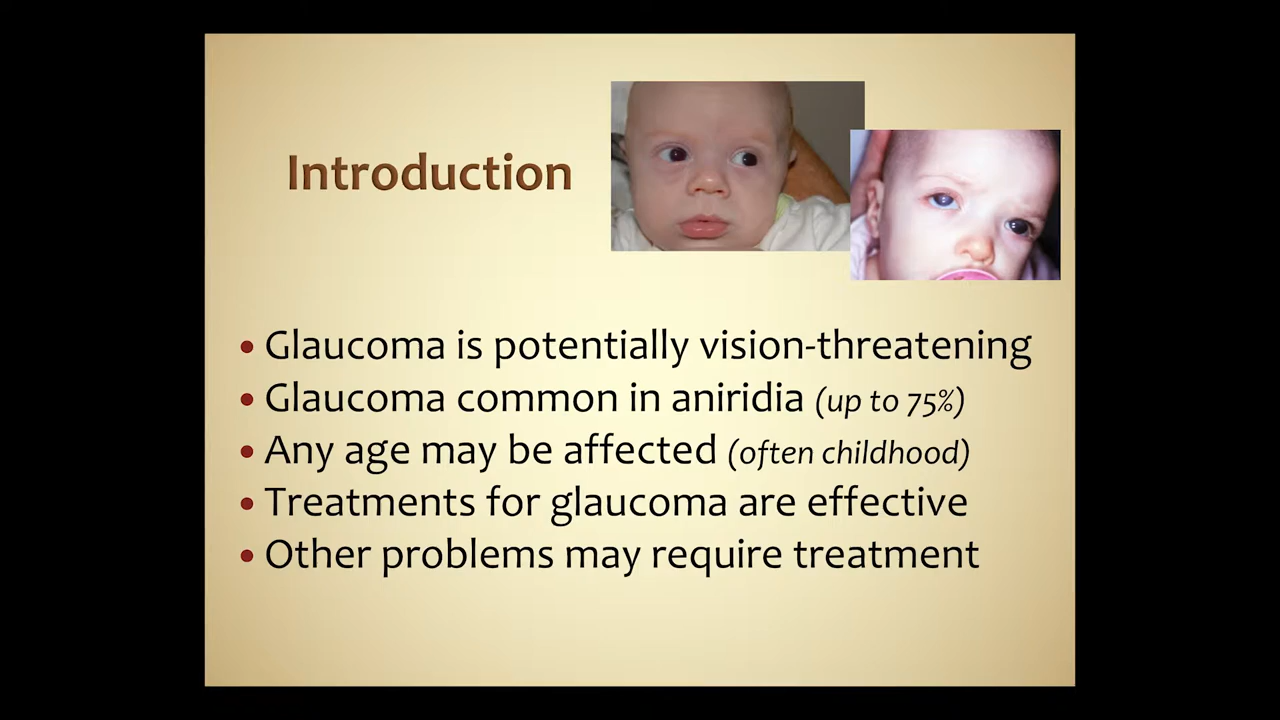 Introduction
• Glaucoma is potentially vision-threatening
• Glaucoma common in aniridia (up to 75%)
• Any age may be affected (often childhood)
• Treatments for glaucoma are effective
• Other problems may require treatment